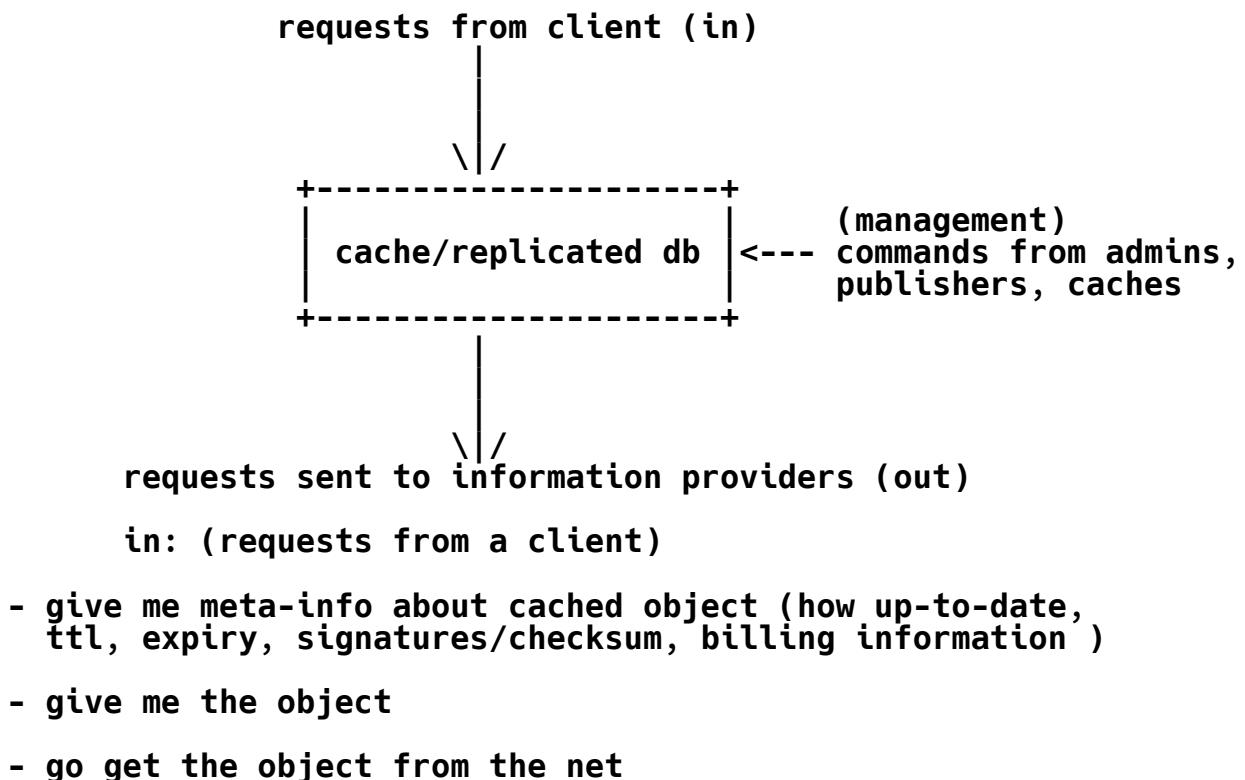 requests from client (in)
|
|
|
\|/
+---------------------+
| | (management)
| cache/replicated db |<--- commands from admins,
| | publishers, caches
+---------------------+
|
|
|
\|/
requests sent to information providers (out)
in: (requests from a client)
- give me meta-info about cached object (how up-to-date,
ttl, expiry, signatures/checksum, billing information )
- give me the object
- go get the object from the net